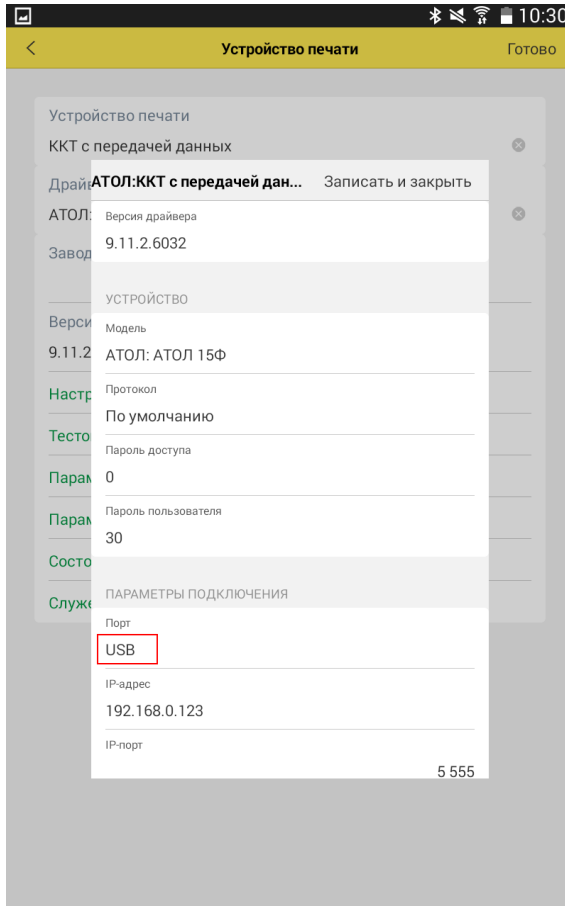 10:30
Устройство печати Готово
Устройство печати
ККТ с передачей данных
АТОЛ:ККТ с передачей дан... Записать и закрыть
АТОЛ:
Версия драйвера
9.11.2.6032
Завод
УСТРОЙСТВО
Верси
Модель
9.11.2
АТОЛ: АТОЛ 15Ф
Настр
Протокол
По умолчанию
Тесто
Пароль доступа
0
Парам
Пароль пользователя
Парам
30
Состо
ПАРАМЕТРЫ ПОДКЛЮЧЕНИЯ
Служе
Порт
USB
IP-адрес
192.168.0.123
IP-порт
5 555